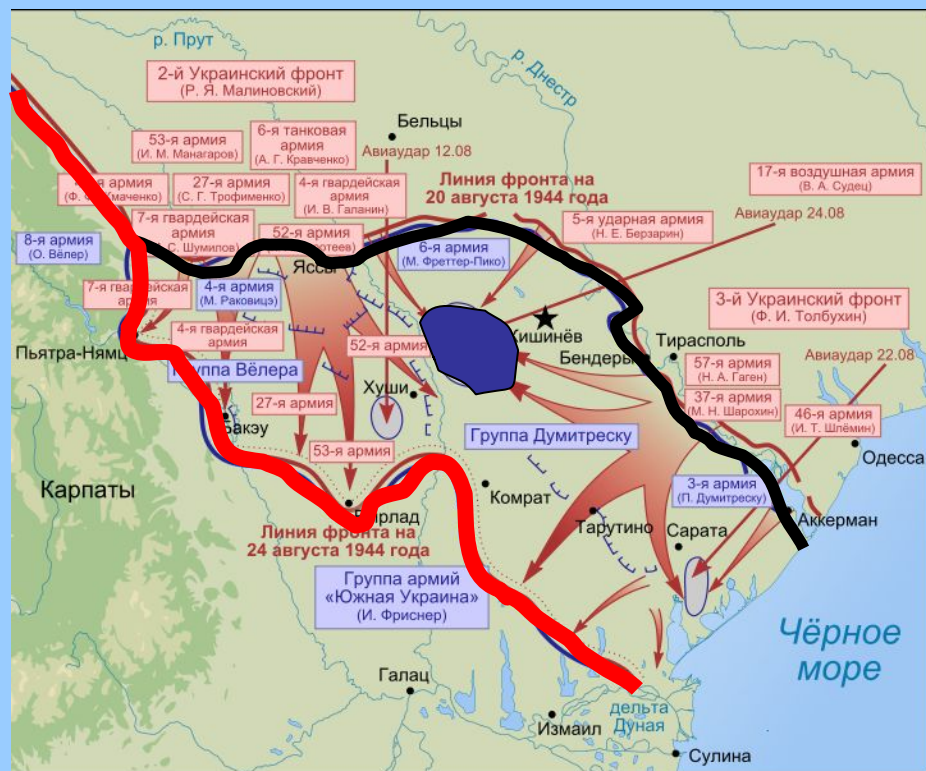 р. Прут
р. Днестр
2-й Украинский фронт
(Р. Я. Малиновский)
53-я армия
(И. М. Манагаров)
6-я танковая
армия
(А. Г. Кравченко)
Бельцы
Авиаудар 12.08
17-я воздушная армия
(В. А. Судец)
армия
27-я армия
(С. Г. Трофименко)
4-я гвардейская
армия
(И. В. Галанин)
Линия фронта на
20 августа 1944 года
5-я ударная армия
(Н. Е. Берзарин)
Авиаудар 24.08
7-я гвардейская
армия
С. Шумилов)
52-я армия
8-я армия
(О. Вёлер)
6-я армия
(М. Фреттер-Пико)
Яссы
7-я гвардейская
армия
4-я армия
(М. Раковицэ)
3-й Украинский фронт
(Ф. И. Толбухин)
4-я гвардейская
армия
52-я армия
Кишинёв
Тирасполь
Бендеры
Пьятра-Нямц
Группа Вёлера
57-я армия
(Н. А. Гаген)
Авиаудар 22.08
37-я армия
(М. Н. Шарохин)
Хуши
27-я армия
46-я армия
(И. Т. Шлёмин)
Бакэу
Группа Думитреску
Одесса
53-я армия
Карпаты
Комрат
3-я армия
(П. Думитреску)
Аккерман
Бырлад
Тарутино
Сарата
Линия фронта на
24 августа 1944 года
Группа армий
«Южная Украина»
(И. Фриснер)
Чёрное
море
Галац
дельта
Дуная
Измаил
Сулина